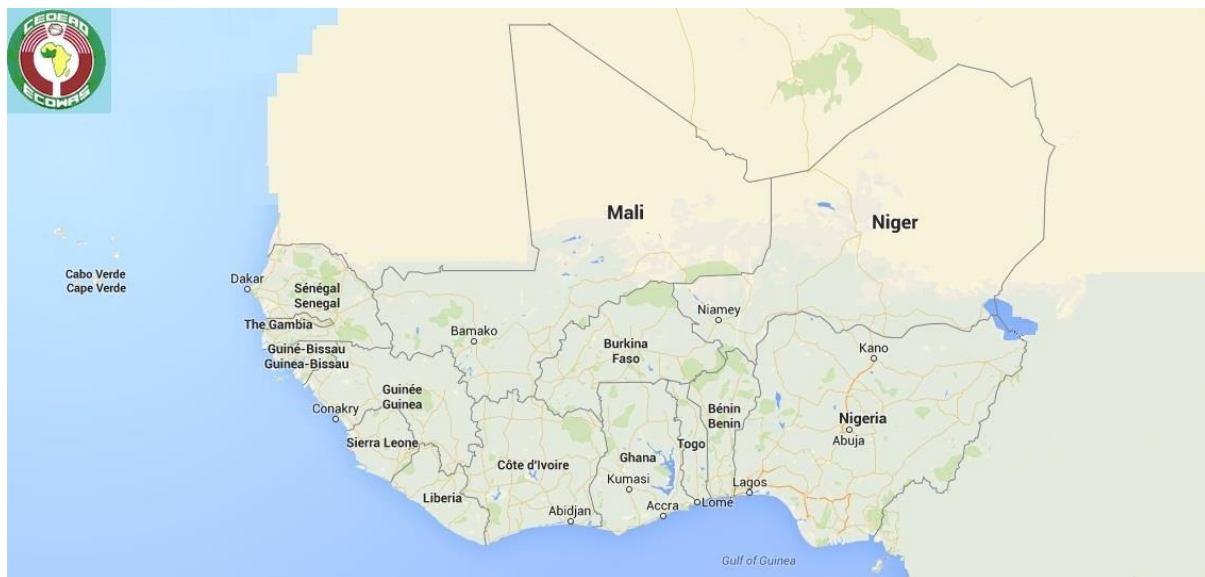 CEDEAO
ECOWAS
Mali
Niger
Cabo Verde
Cape Verde
Dakar
Sénégal
Senegal
The Gambia
Guiné-Bissau
Guinea-Bissau
Bamako
Niamey
Burkina
Faso
Kano
Guinée
Guinea
Conakry
Sierra Leone
Liberia
Côte d'Ivoire
Abidjan
Ghana
Kumasi
Accra
Togo
Lomé
Bénin
Benin
Nigeria
Abuja
Lagos
Gulf of Guinea